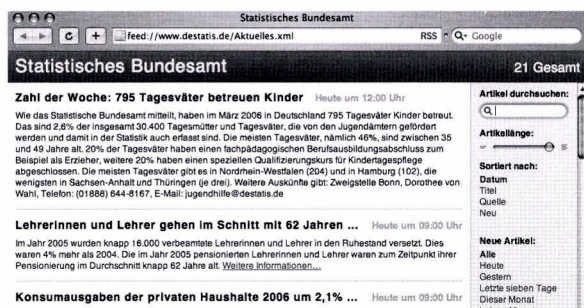 Statistisches Bundesamt
feed://www.destatis.de/Aktuelles.xml RSS Google
Statistisches Bundesamt 21 Gesamt
Zahl der Woche: 795 Tagesväter betreuen Kinder Heute um 12:00 Uhr
Wie das Statistische Bundesamt mitteilt, haben im März 2006 in Deutschland 795 Tagesväter Kinder betreut.
Das sind 2,6% der insgesamt 30.400 Tagesmütter und Tagesväter, die von den Jugendämtern gefördert
werden und damit in der Statistik auch erfasst sind. Die meisten Tagesväter, nämlich 46%, sind zwischen 35
und 49 Jahre alt. 20% der Tagesväter haben einen fachpädagogischen Berufsausbildungsabschluss zum
Beispiel als Erzieher, weitere 20% haben einen speziellen Qualifizierungskurs für Kindertagespflege
abgeschlossen. Die meisten Tagesväter gibt es in Nordrhein-Westfalen (204) und in Hamburg (102), die
wenigsten in Sachsen-Anhalt und Thüringen (je drei). Weitere Auskünfte gibt: Zweigstelle Bonn, Dorothee von
Wahl, Telefon: (01888) 644-8167, E-Mail: jugendhilfe@destatis.de
Lehrerinnen und Lehrer gehen im Schnitt mit 62 Jahren ... Heute um 09:00 Uhr
Im Jahr 2005 wurden knapp 16.000 verbeamtete Lehrerinnen und Lehrer in den Ruhestand versetzt. Dies
waren 4% mehr als 2004. Die im Jahr 2005 pensionierten Lehrerinnen und Lehrer waren zum Zeitpunkt ihrer
Pensionierung im Durchschnitt knapp 62 Jahre alt. Weitere Informationen...
Konsumausgaben der privaten Haushalte 2006 um 2,1% ... Heute um 09:00 Uhr
Artikel durchsuchen:
Artikellänge:
Sortiert nach:
Datum
Titel
Quelle
Neu
Neue Artikel:
Alle
Heute
Gestern
Letzte sieben Tage
Dieser Monat